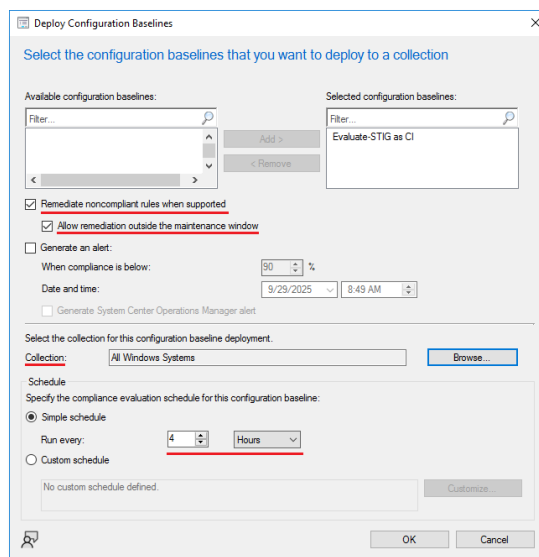 Deploy Configuration Baselines
Select the configuration baselines that you want to deploy to a collection
Available configuration baselines:
Selected configuration baselines:
Filter...
Filter...
Add >
< Remove
Evaluate-STIG as CI
Remediate noncompliant rules when supported
Allow remediation outside the maintenance window
Generate an alert:
When compliance is below:
90 %
Date and time:
9/29/2025 8:49 AM
Generate System Center Operations Manager alert
Select the collection for this configuration baseline deployment.
Collection: All Windows Systems Browse...
Schedule
Specify the compliance evaluation schedule for this configuration baseline:
Simple schedule
Run every: 4 Hours
Custom schedule
No custom schedule defined.
Customize...
OK Cancel